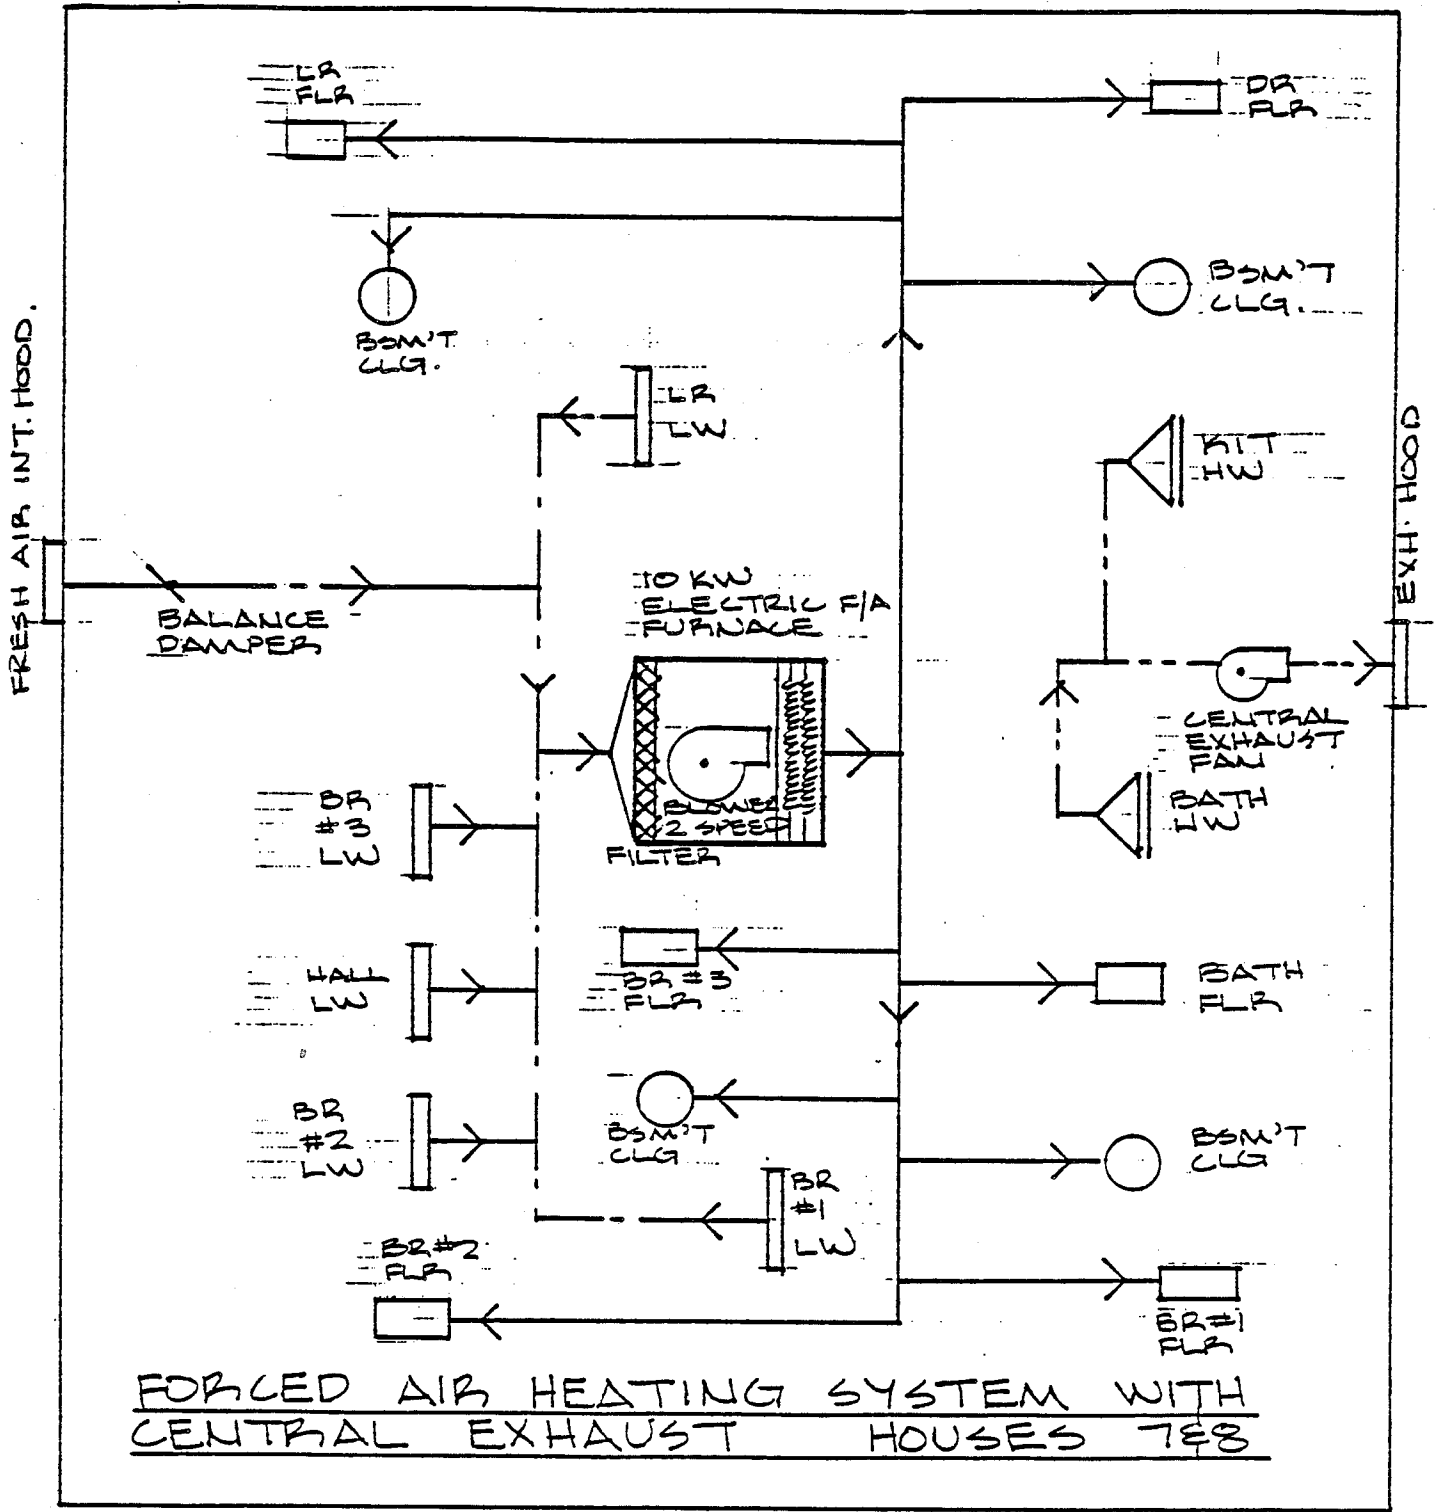 LR
FLR
DR
FLR
BSM'T
CLG.
BSM'T
CLG.
FRESH AIR INT. HOOD.
LR
LW
KIT
HW
EXH. HOOD
BALANCE
DAMPER
10 KW
ELECTRIC F/A
FURNACE
BLOWER
2 SPEED
FILTER
CENTRAL
EXHAUST
FAN
BATH
HW
BR
#3
LW
HALL
LW
BR #3
FLR
BATH
FLR
BR
#2
LW
BSM'T
CLG
BSM'T
CLG
BR
#1
LW
BR#2
FLR
BR#1
FLR
FORCED AIR HEATING SYSTEM WITH
CENTRAL EXHAUST HOUSES 7&8